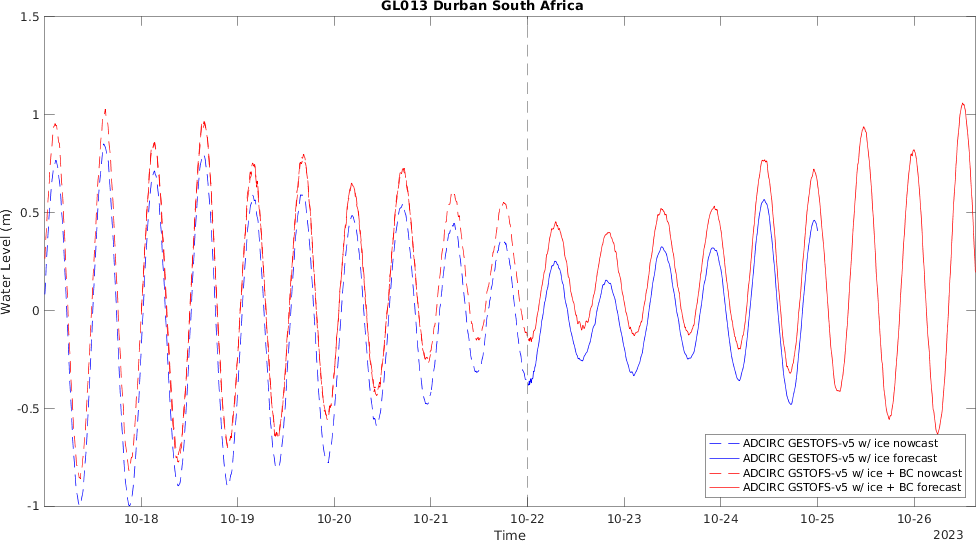 GL013 Durban South Africa
Water Level (m)
1.5
1
0.5
0
-0.5
-1
10-18
10-19
10-20
10-21
10-22
10-23
10-24
10-25
10-26
Time
2023
ADCIRC GESTOFS-v5 w/ ice nowcast
ADCIRC GESTOFS-v5 w/ ice forecast
ADCIRC GSTOFS-v5 w/ ice + BC nowcast
ADCIRC GSTOFS-v5 w/ ice + BC forecast